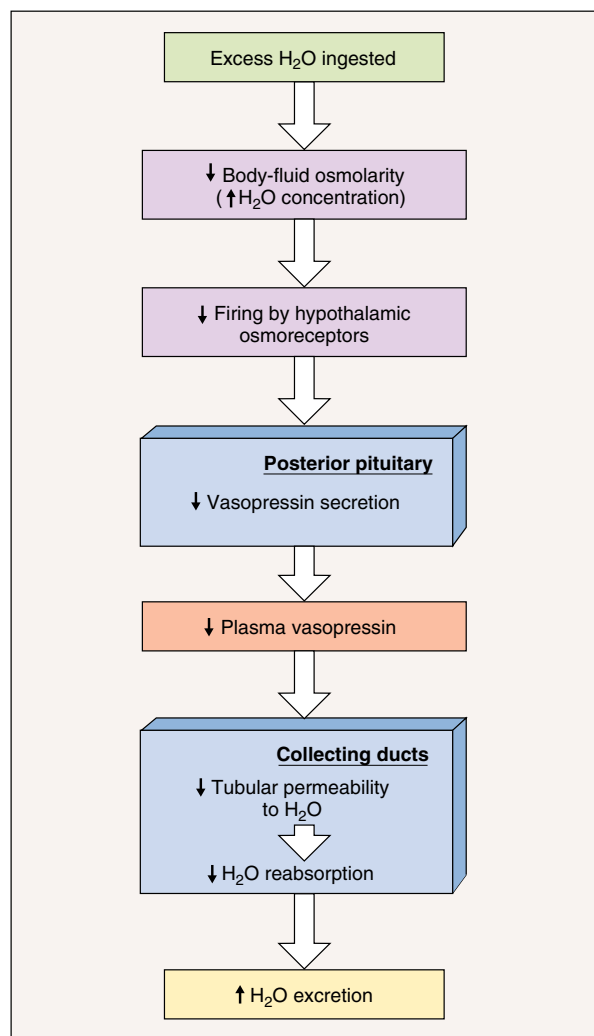 Excess H₂O ingested
↓ Body-fluid osmolarity
(↑H₂O concentration)
↓ Firing by hypothalamic
osmoreceptors
Posterior pituitary
↓ Vasopressin secretion
↓ Plasma vasopressin
Collecting ducts
↓ Tubular permeability
to H₂O
↓ H₂O reabsorption
↑ H₂O excretion